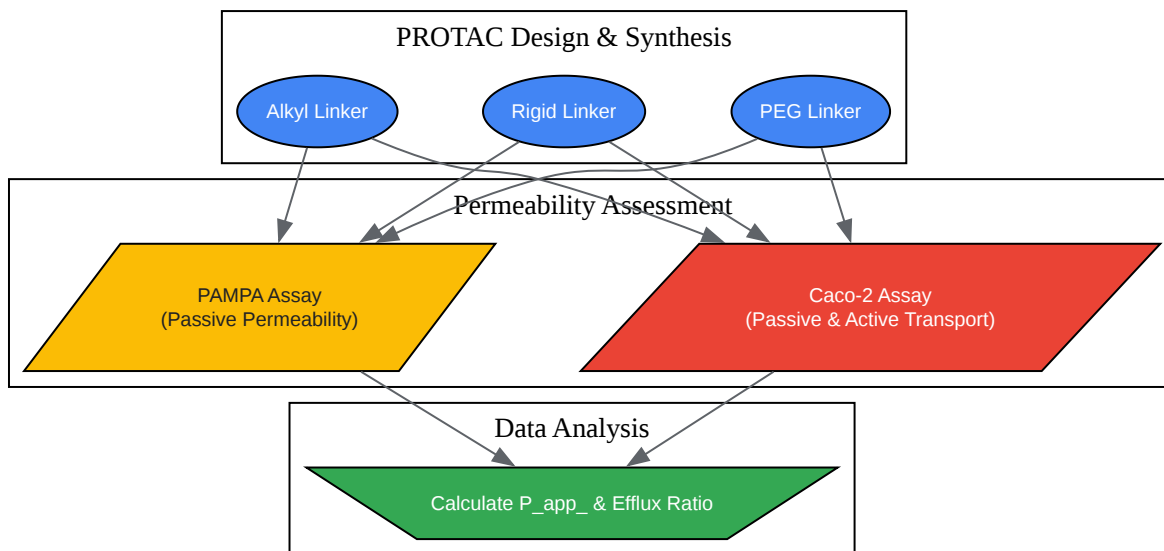 PROTAC Design & Synthesis
Alkyl Linker
Rigid Linker
PEG Linker
Permeability Assessment
PAMPA Assay
(Passive Permeability)
Caco-2 Assay
(Passive & Active Transport)
Data Analysis
Calculate P_app_ & Efflux Ratio